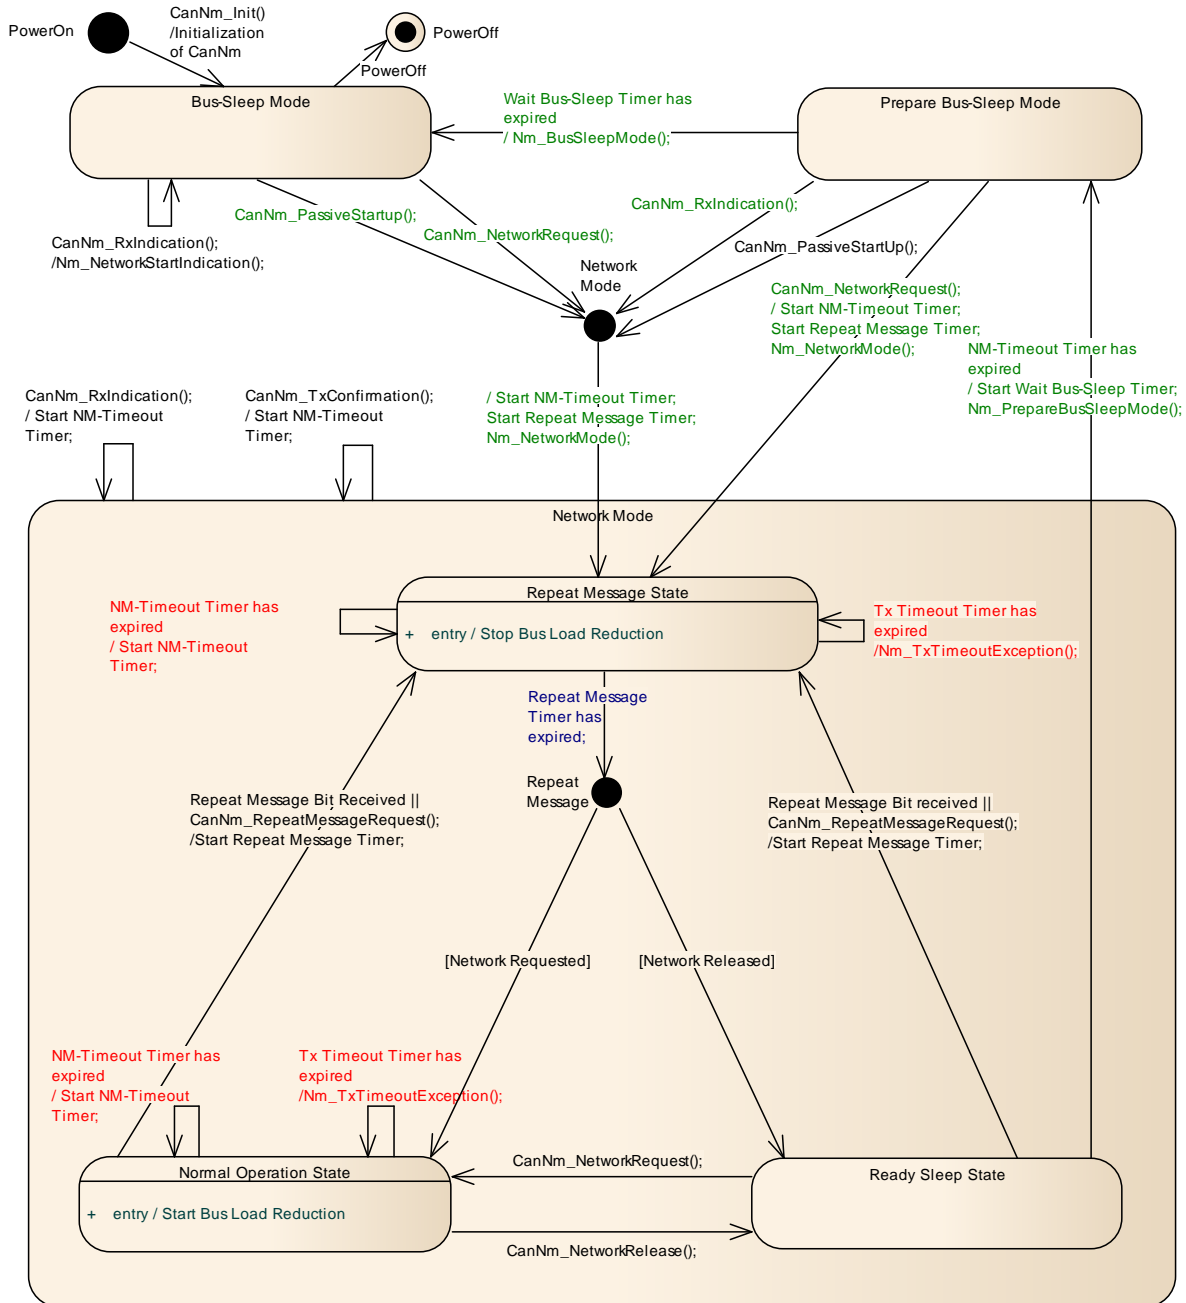 PowerOn
CanNm_Init()
/Initialization
of CanNm
PowerOff
PowerOff
Bus-Sleep Mode
Wait Bus-Sleep Timer has
expired
/ Nm_BusSleepMode();
Prepare Bus-Sleep Mode
CanNm_PassiveStartup();
CanNm_NetworkRequest();
CanNm_RxIndication();
CanNm_RxIndication();
/Nm_NetworkStartIndication();
CanNm_PassiveStartUp();
Network
Mode
CanNm_NetworkRequest();
/ Start NM-Timeout Timer;
Start Repeat Message Timer;
Nm_NetworkMode();
NM-Timeout Timer has
expired
/ Start Wait Bus-Sleep Timer;
Nm_PrepareBusSleepMode();
CanNm_RxIndication();
/ Start NM-Timeout
Timer;
CanNm_TxConfirmation();
/ Start NM-Timeout
Timer;
/ Start NM-Timeout Timer;
Start Repeat Message Timer;
Nm_NetworkMode();
Network Mode
Repeat Message State
+ entry / Stop Bus Load Reduction
NM-Timeout Timer has
expired
/ Start NM-Timeout
Timer;
Tx Timeout Timer has
expired
/Nm_TxTimeoutException();
Repeat Message
Timer has
expired;
Repeat
Message
Repeat Message Bit Received ||
CanNm_RepeatMessageRequest();
/Start Repeat Message Timer;
Repeat Message Bit received ||
CanNm_RepeatMessageRequest();
/Start Repeat Message Timer;
[Network Requested]
[Network Released]
NM-Timeout Timer has
expired
/ Start NM-Timeout
Timer;
Tx Timeout Timer has
expired
/Nm_TxTimeoutException();
Normal Operation State
+ entry / Start Bus Load Reduction
CanNm_NetworkRequest();
CanNm_NetworkRelease();
Ready Sleep State